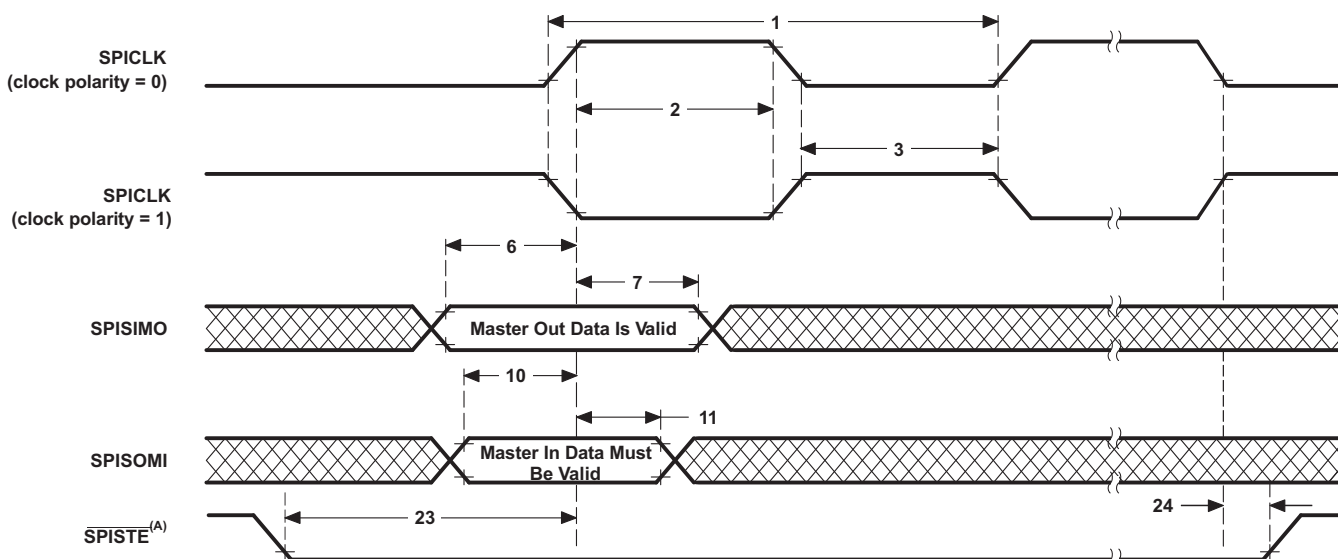 1
SPICLK
(clock polarity = 0)
2
3
SPICLK
(clock polarity = 1)
6
7
SPISIMO
Master Out Data Is Valid
10
11
SPISOMI
Master In Data Must
Be Valid
23
24
SPISTE(A)